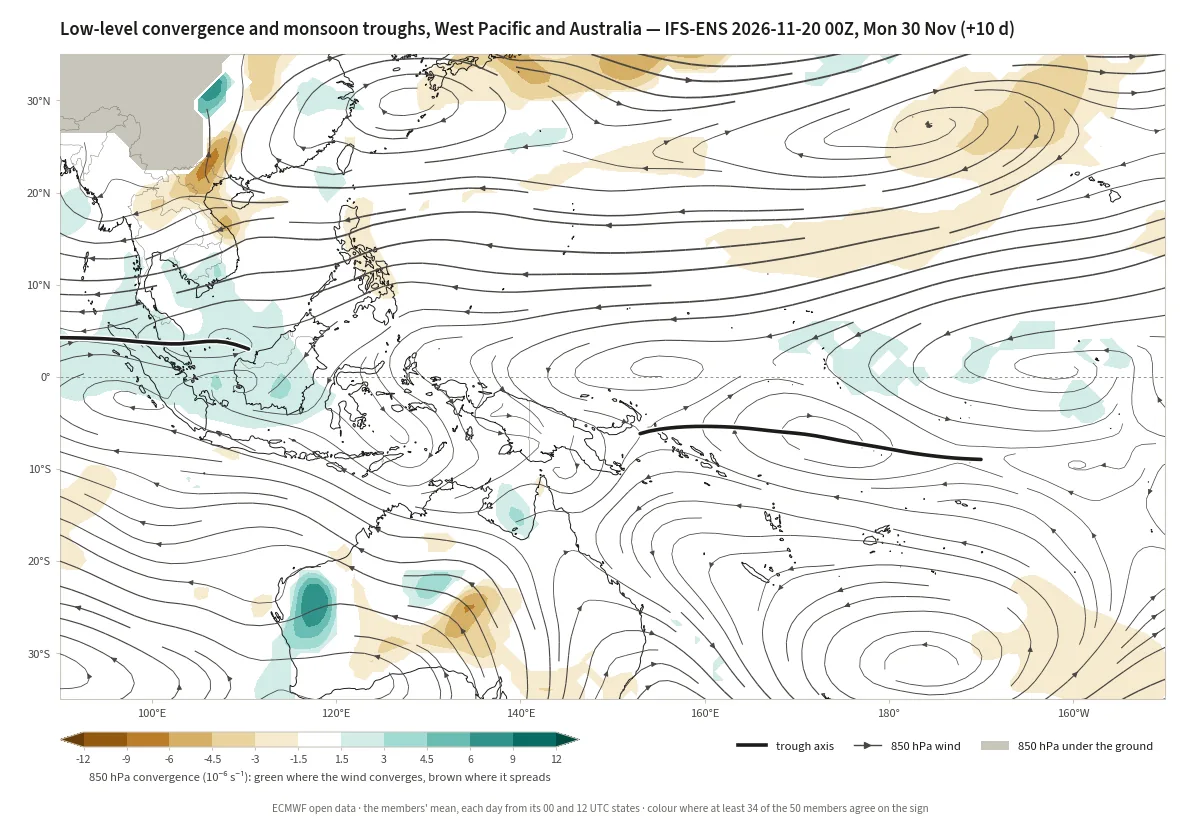 Low-level convergence and monsoon troughs, West Pacific and Australia — IFS-ENS 2026-11-20 00Z, Mon 30 Nov (+10 d)
30°N
20°N
10°N
0°
10°S
20°S
30°S
100°E 120°E 140°E 160°E 180° 160°W
-12 -9 -6 -4.5 -3 -1.5 1.5 3 4.5 6 9 12
850 hPa convergence (10⁻⁶ s⁻¹): green where the wind converges, brown where it spreads
trough axis 850 hPa wind 850 hPa under the ground
ECMWF open data · the members' mean, each day from its 00 and 12 UTC states · colour where at least 34 of the 50 members agree on the sign